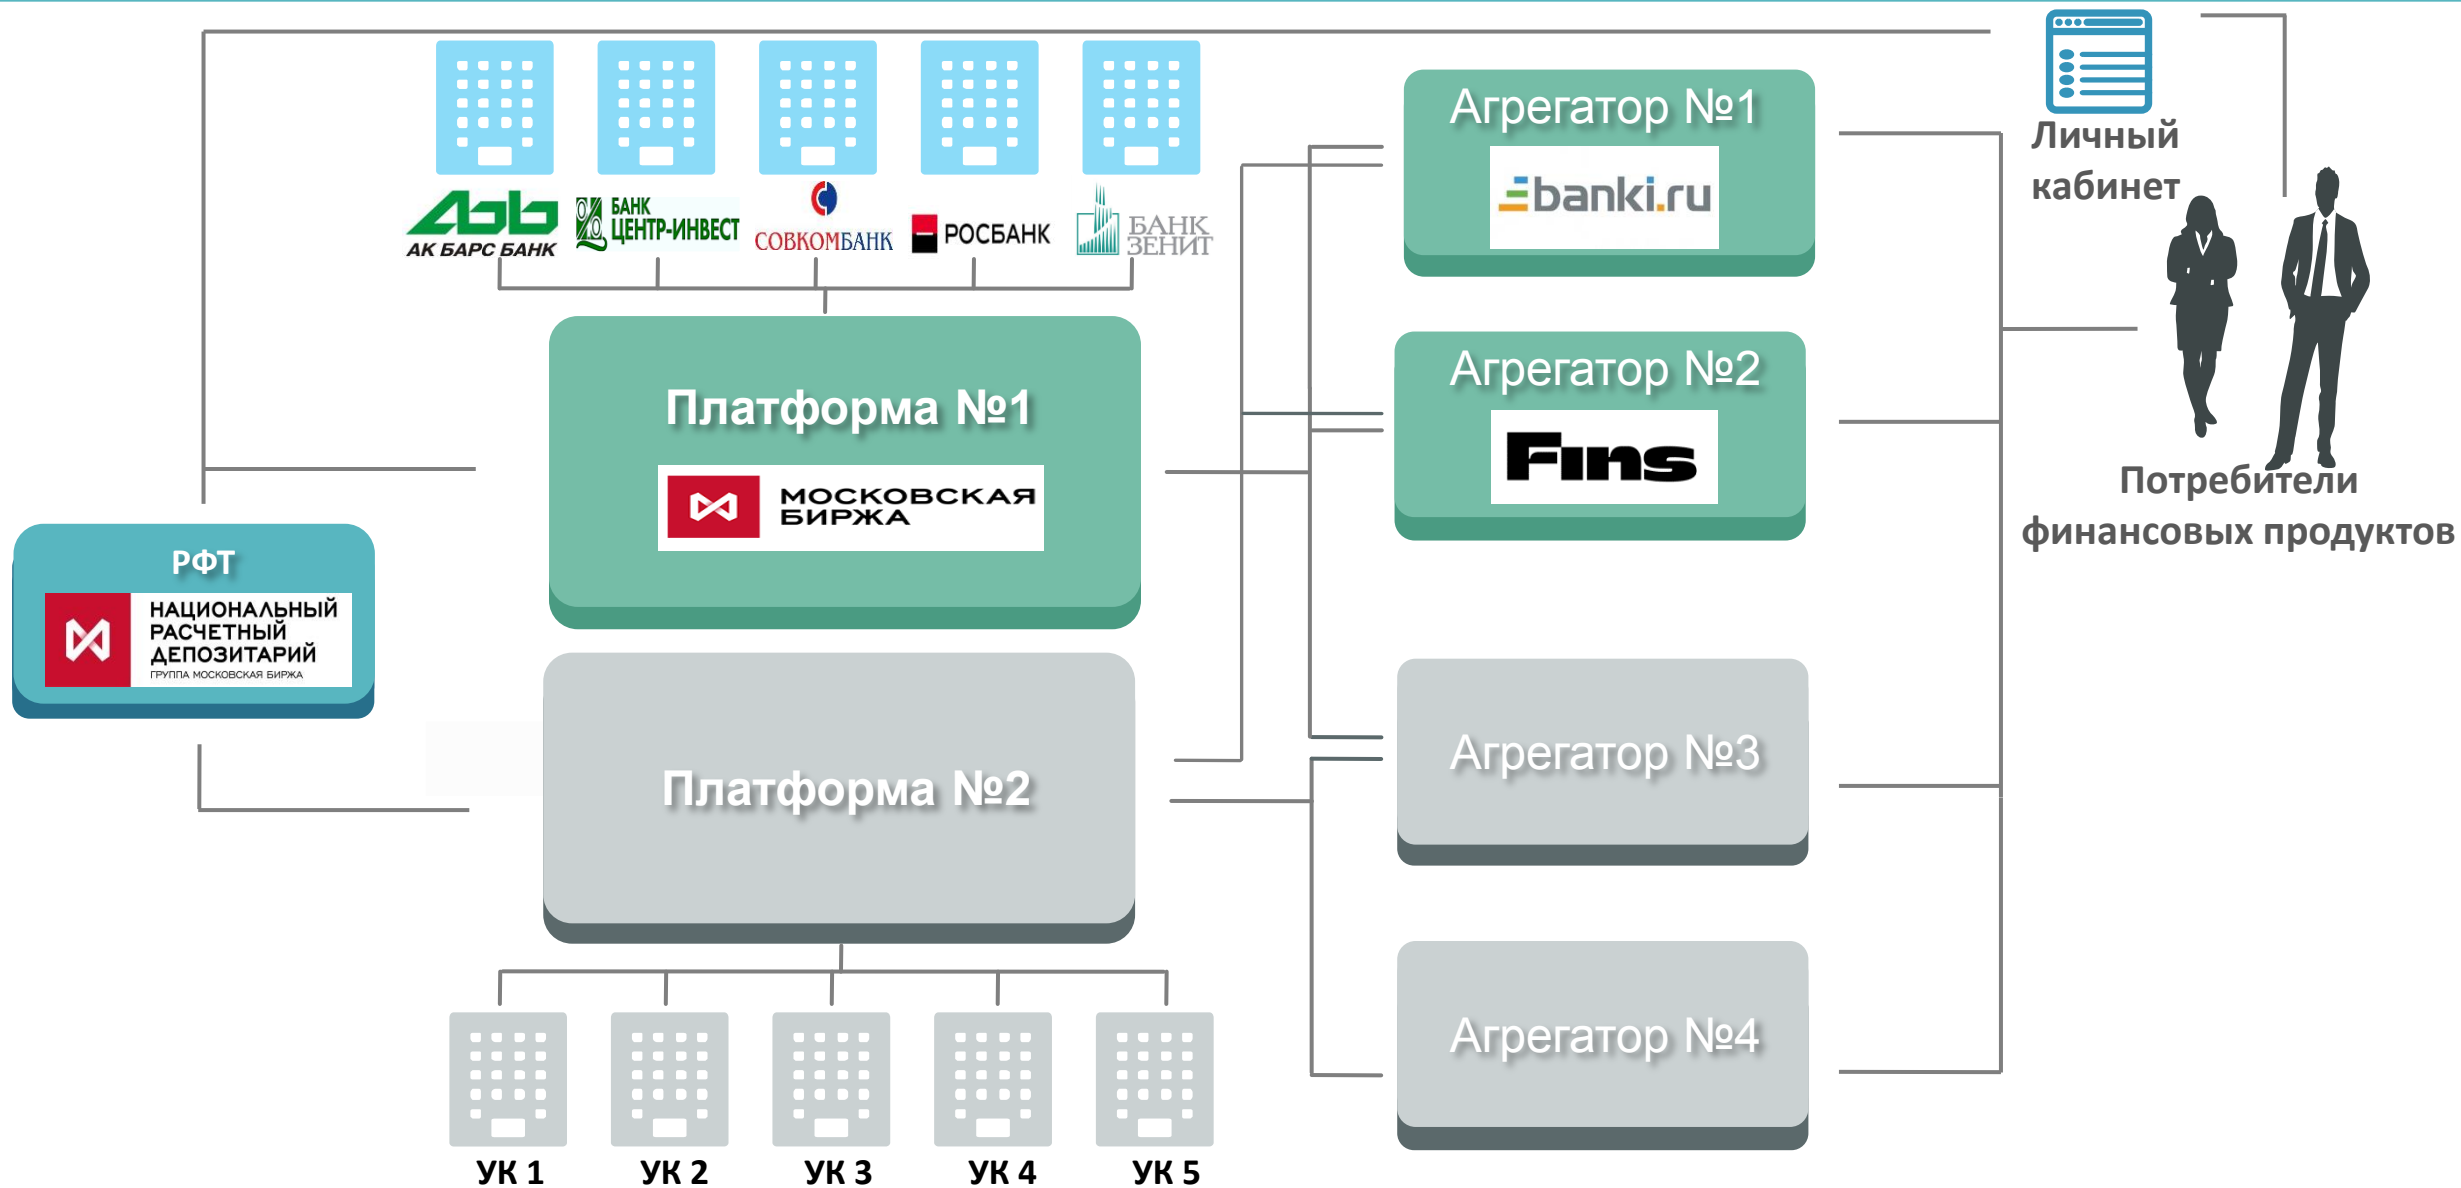 Личный
кабинет
АК БАРС БАНК
БАНК
ЦЕНТР-ИНВЕСТ
СОВКОМБАНК
РОСБАНК
БАНК
ЗЕНИТ
Агрегатор №1
banki.ru
Платформа №1
МОСКОВСКАЯ
БИРЖА
Агрегатор №2
Fins
Потребители
финансовых продуктов
РФТ
НАЦИОНАЛЬНЫЙ
РАСЧЕТНЫЙ
ДЕПОЗИТАРИЙ
ГРУППА МОСКОВСКАЯ БИРЖА
Платформа №2
Агрегатор №3
Агрегатор №4
УК 1
УК 2
УК 3
УК 4
УК 5